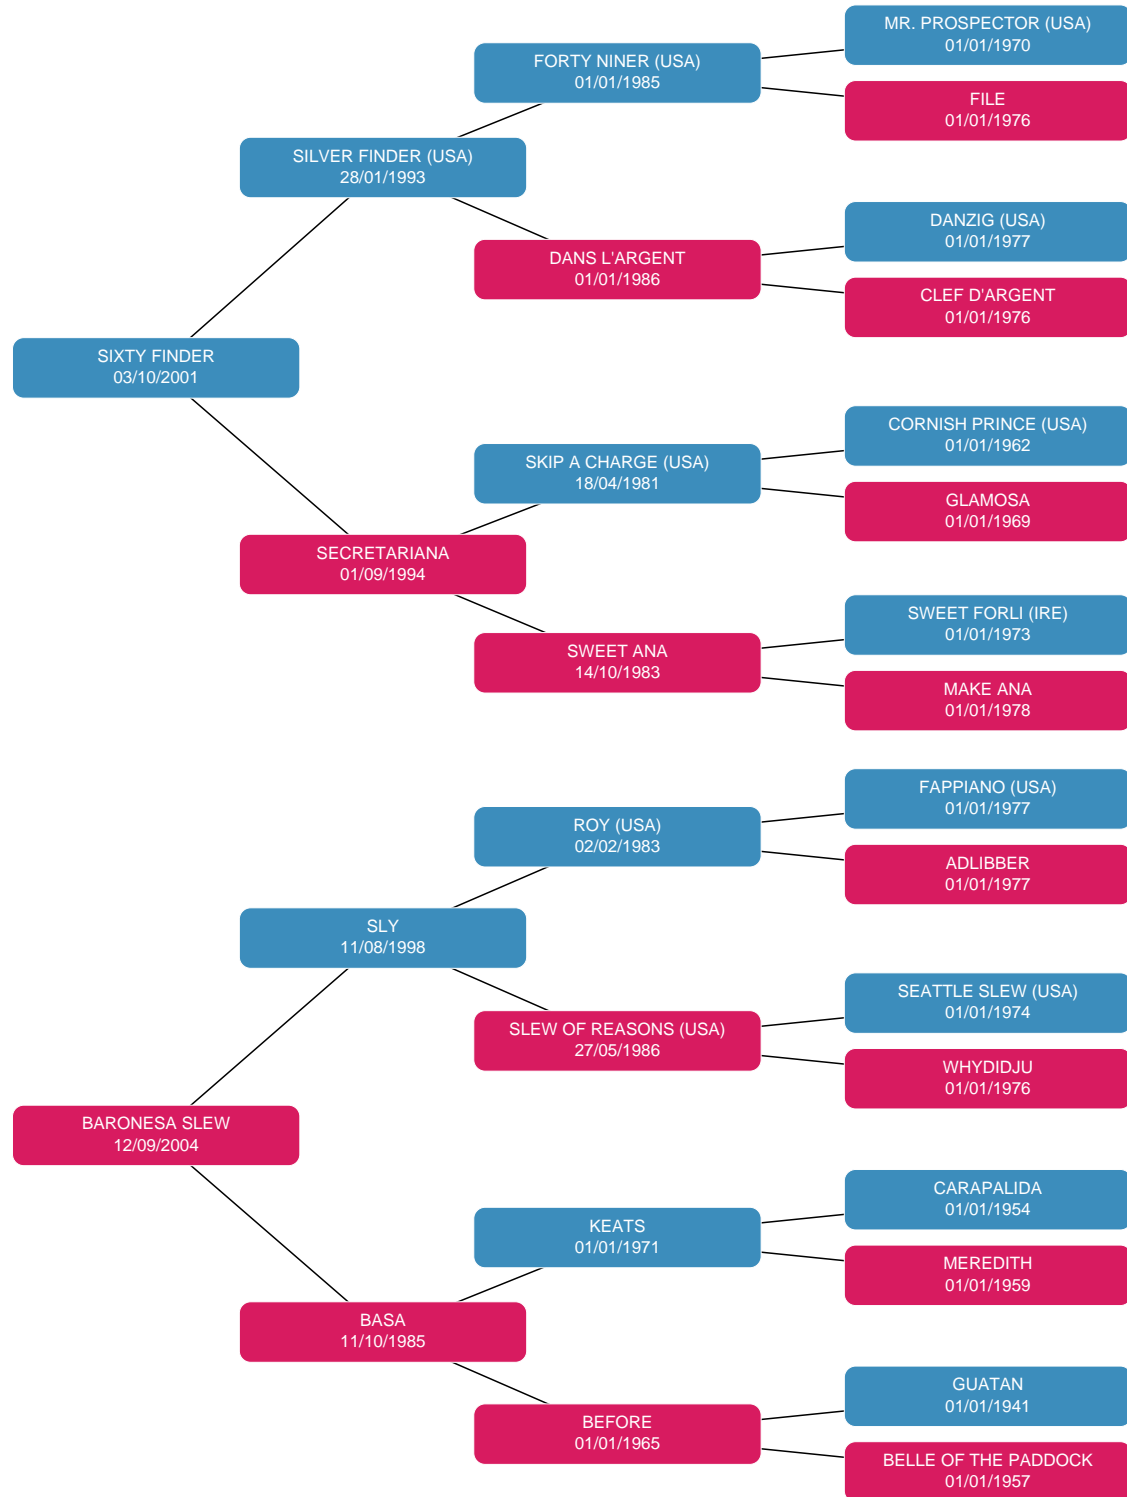 MR. PROSPECTOR (USA)
01/01/1970
FORTY NINER (USA)
01/01/1985
FILE
01/01/1976
SILVER FINDER (USA)
28/01/1993
DANZIG (USA)
01/01/1977
DANS L'ARGENT
01/01/1986
CLEF D'ARGENT
01/01/1976
SIXTY FINDER
03/10/2001
CORNISH PRINCE (USA)
01/01/1962
SKIP A CHARGE (USA)
18/04/1981
GLAMOSA
01/01/1969
SECRETARIANA
01/09/1994
SWEET FORLI (IRE)
01/01/1973
SWEET ANA
14/10/1983
MAKE ANA
01/01/1978
FAPPIANO (USA)
01/01/1977
ROY (USA)
02/02/1983
ADLIBBER
01/01/1977
SLY
11/08/1998
SEATTLE SLEW (USA)
01/01/1974
SLEW OF REASONS (USA)
27/05/1986
WHYDIDJU
01/01/1976
BARONESA SLEW
12/09/2004
CARAPALIDA
01/01/1954
KEATS
01/01/1971
MEREDITH
01/01/1959
BASA
11/10/1985
GUATAN
01/01/1941
BEFORE
01/01/1965
BELLE OF THE PADDOCK
01/01/1957